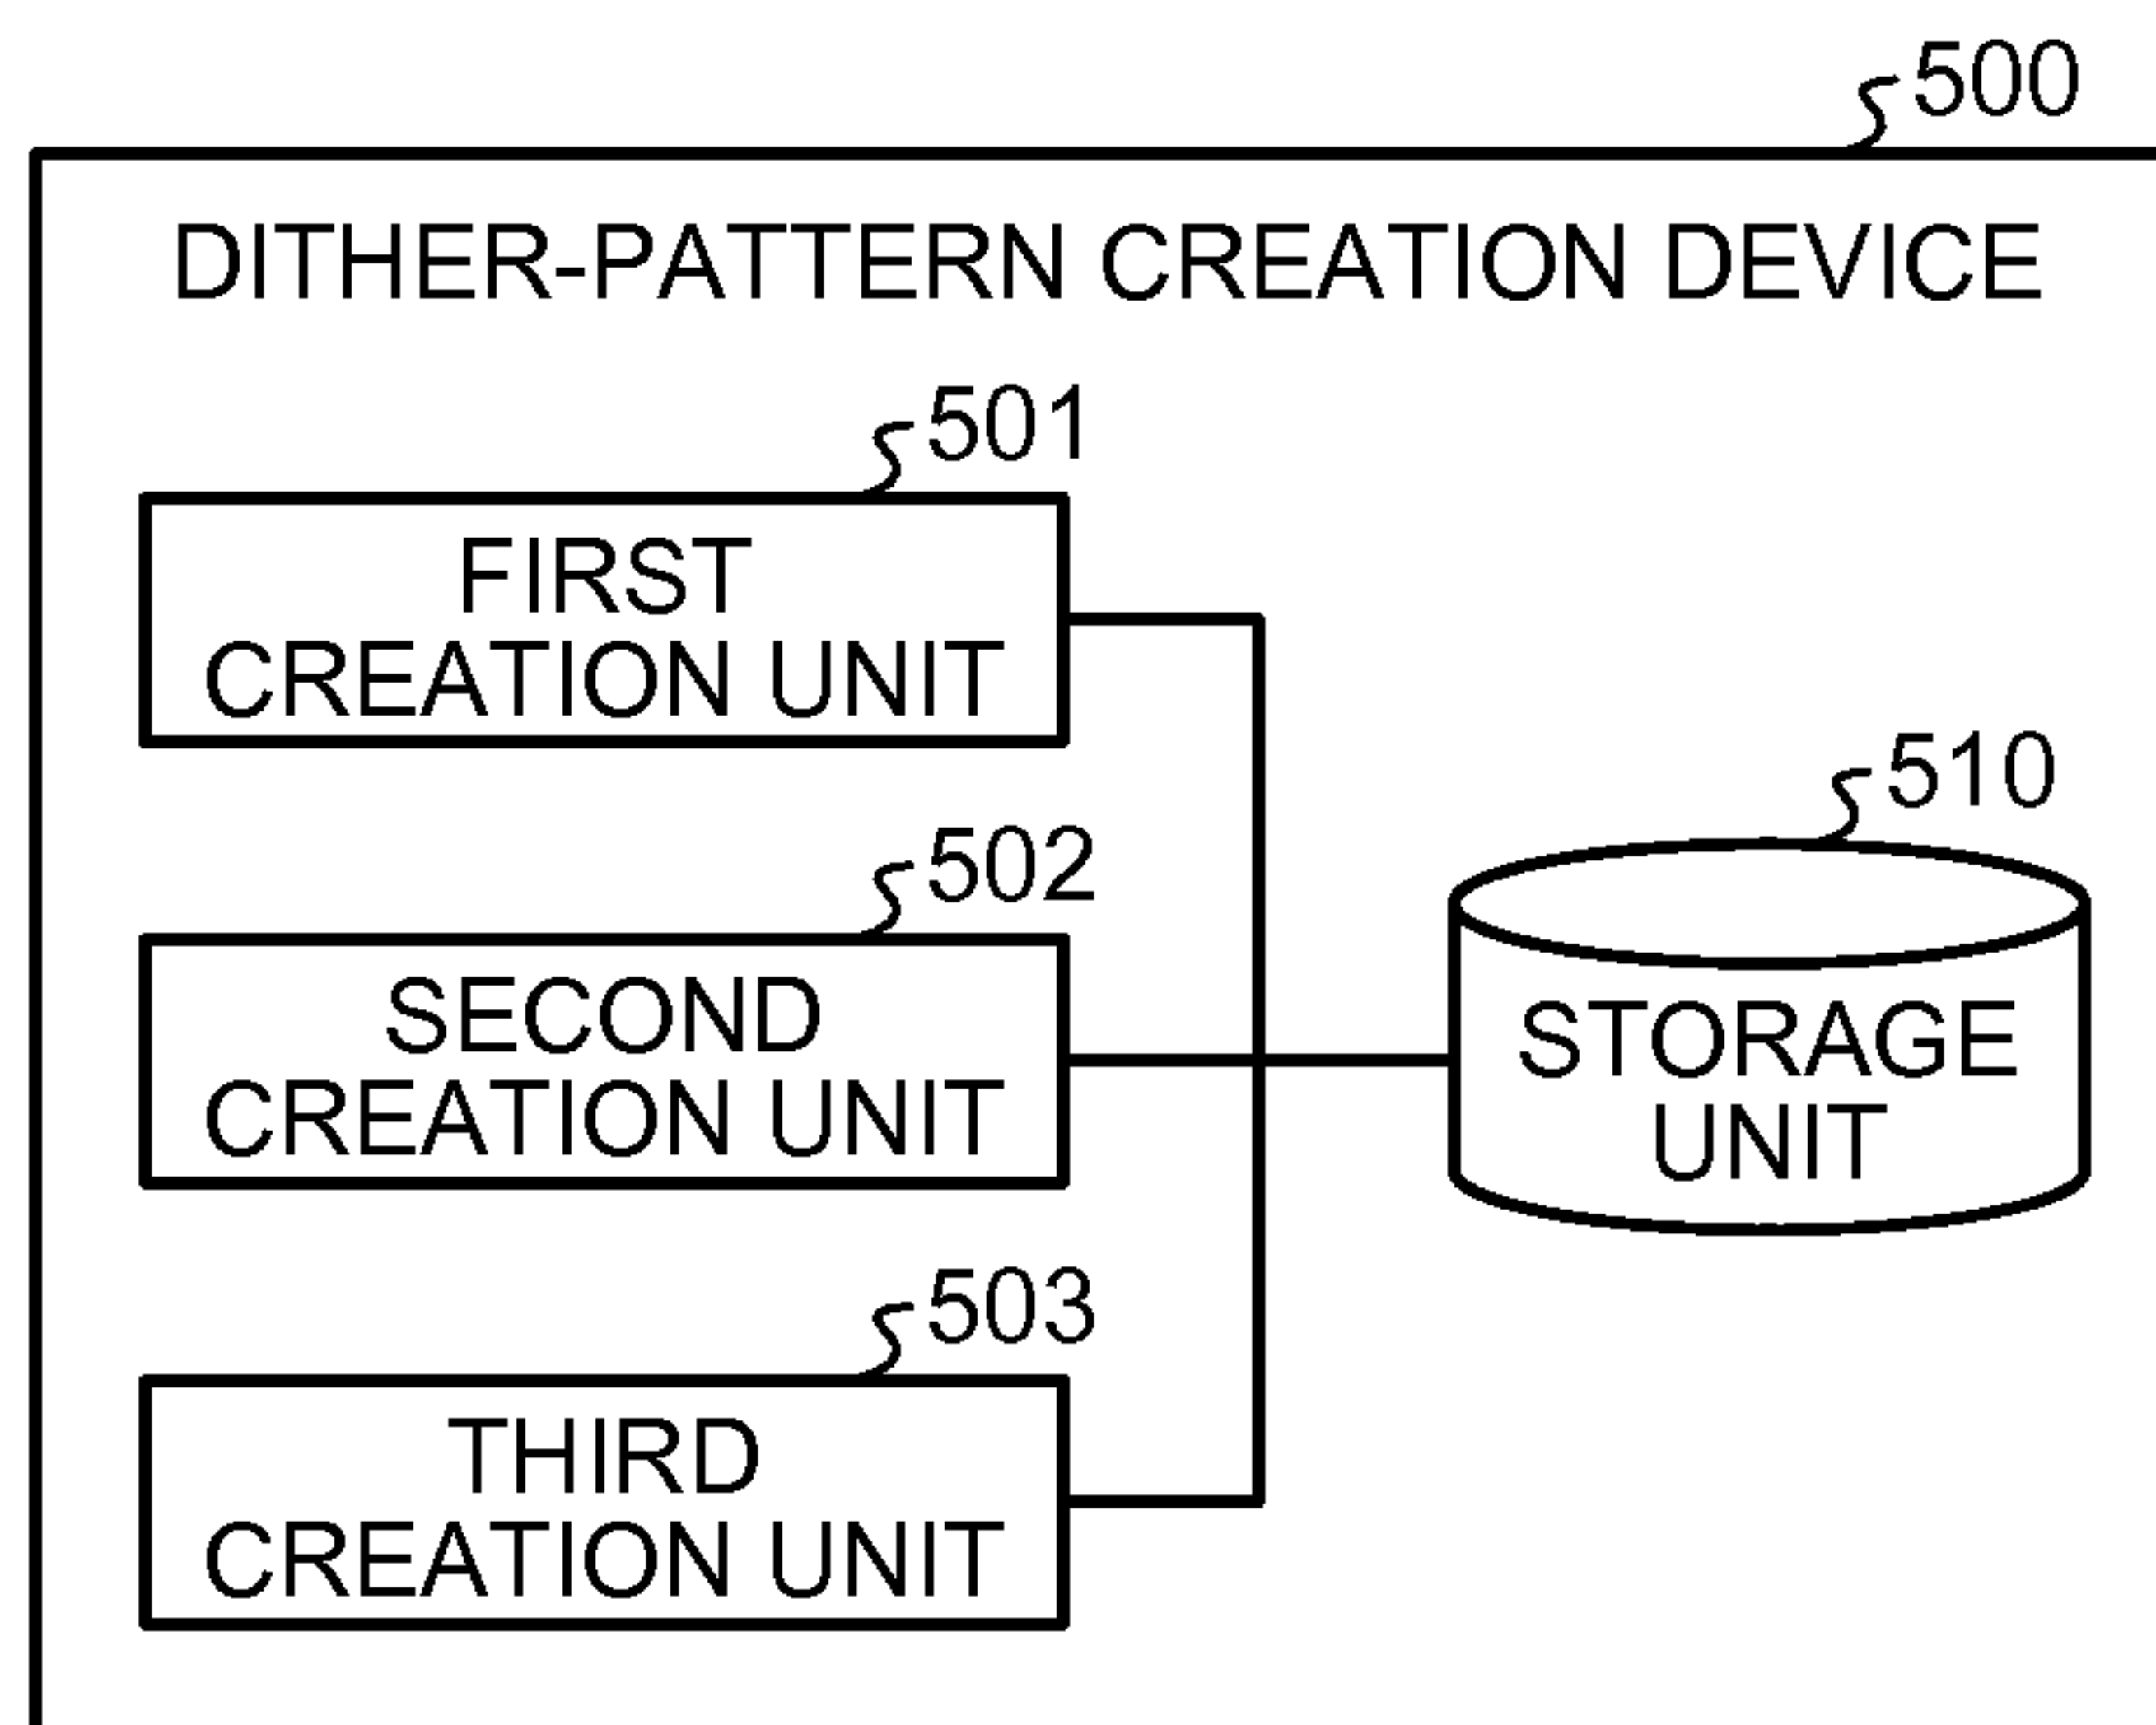 500
DITHER-PATTERN CREATION DEVICE
501
FIRST
CREATION UNIT
510
502
SECOND
CREATION UNIT
STORAGE
UNIT
503
THIRD
CREATION UNIT